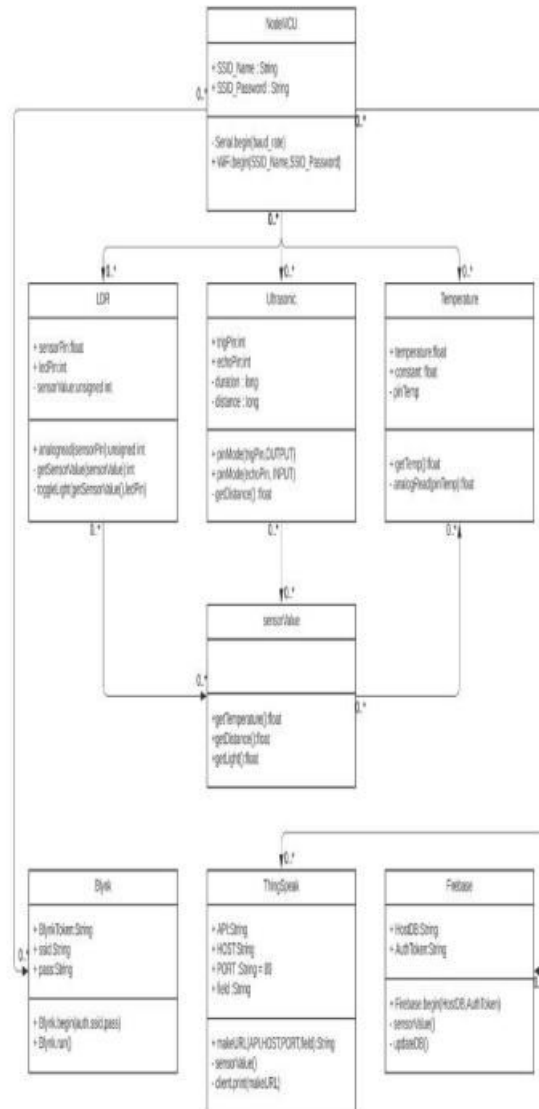 NodeMCU
+ SSID_Name : String
+ SSID_Password : String
0..*
0..*
- Serial.begin(baud_rate)
+ WiFi.begin(SSID_Name,SSID_Password)
0..*
0..*
0..*
0..*
LDR
+ sensorPin:float
+ ledPin:int
- sensorValue:unsigned int
+ analogread(sensorPin):unsigned int
- getSensorValue(sensorValue):int
- toggleLight(getSensorValue(),ledPin)
0..*
Ultrasonic
+ trigPin:int
+ echoPin:int
- duration : long
- distance : long
+ pinMode(trigPin,OUTPUT)
+ pinMode(echoPin, INPUT)
- getDistance() :float
0..*
Temperature
+ temperature:float
+ constant: float
- pinTemp
+ getTemp():float
- analogRead(pinTemp):float
0..*
0..*
sensorValue
0..*
0..*
+getTemperature():float
+getDistance():float
+getLight():float
0..*
Blynk
+ BlynkToken:String
+ ssid:String
+ pass:String
0..*
+ Blynk.begin(auth,ssid,pass)
+ Blynk.run()
ThingSpeak
+ API:String
+ HOST:String
+ PORT :String = 80
+ field :String
+ makeURL(API,HOST,PORT,field):String
- sensorValue()
- client.print(makeURL)
Firebase
+ HostDB:String
+ AuthToken:String
+ Firebase.begin(HostDB,AuthToken)
- sensorValue()
- updateDB()